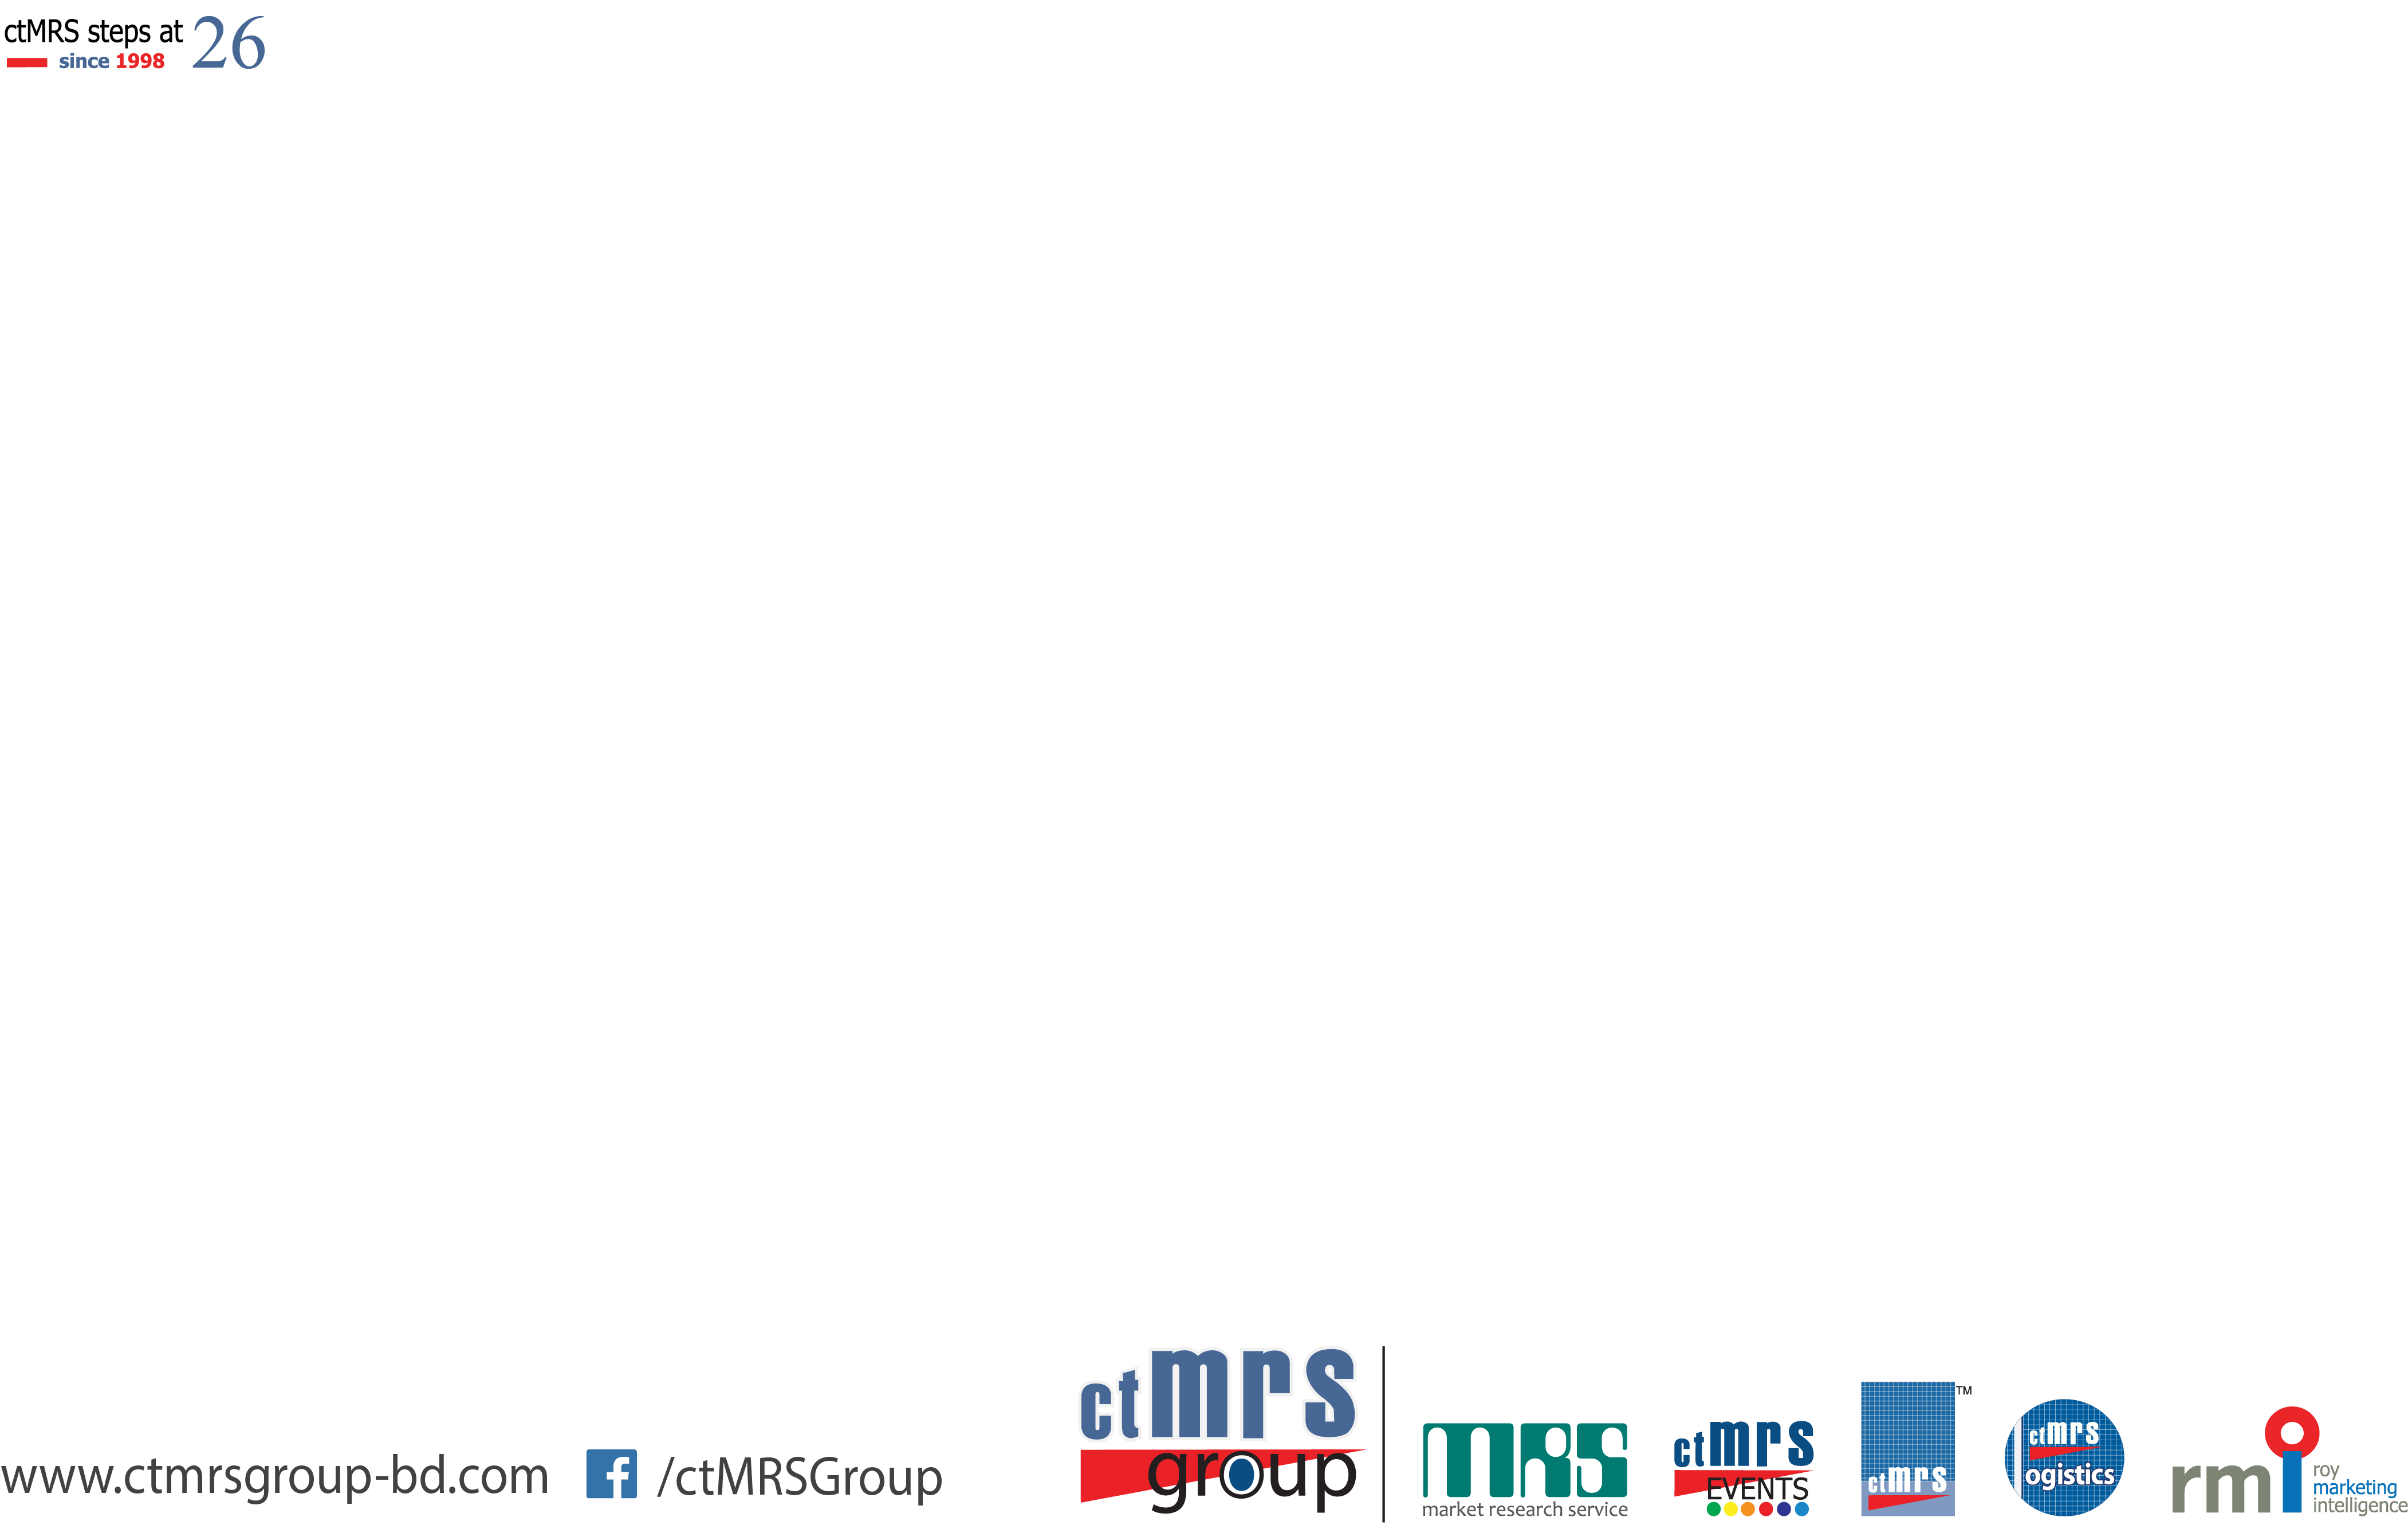 ctMRS steps at 26
since 1998
www.ctmrsgroup-bd.com
/ctMRSGroup
ctmrs
group
MRS
market research service
ctmrs
EVENTS
ctmrs
TM
ctmrs
ogistics
rmi
roy
marketing
intelligence